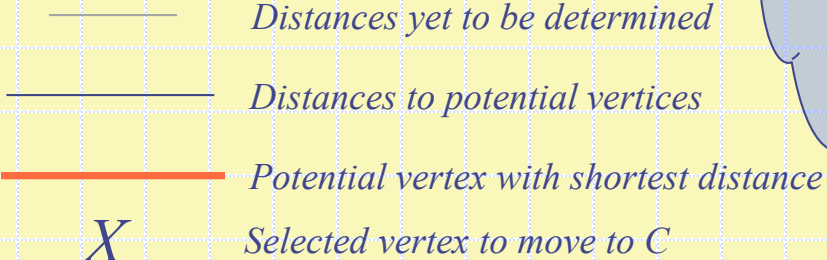 Distances yet to be determined
Distances to potential vertices
Potential vertex with shortest distance
X Selected vertex to move to C